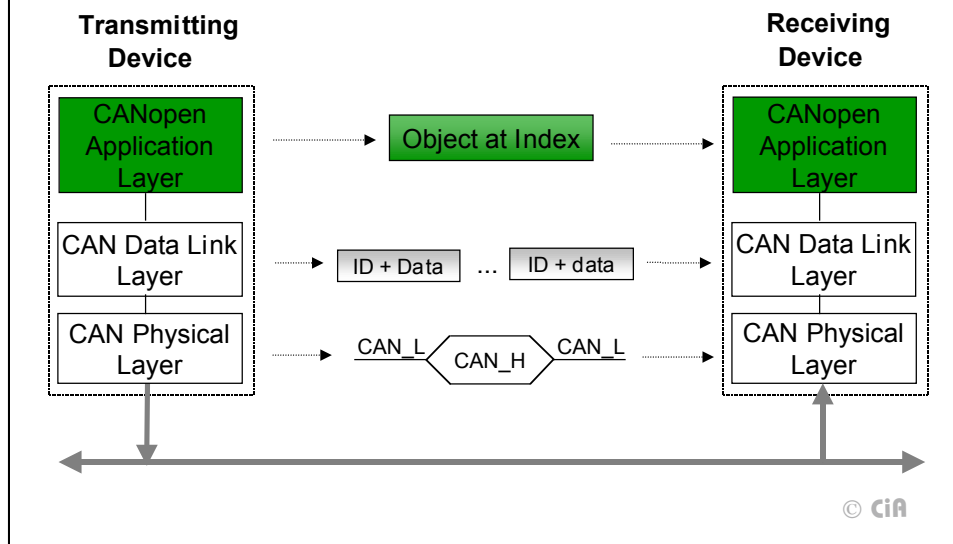 Transmitting
Device
Receiving
Device
CANopen
Application
Layer
Object at Index
CANopen
Application
Layer
CAN Data Link
Layer
ID + Data
...
ID + data
CAN Data Link
Layer
CAN Physical
Layer
CAN_L
CAN_H
CAN_L
CAN Physical
Layer
© CiA